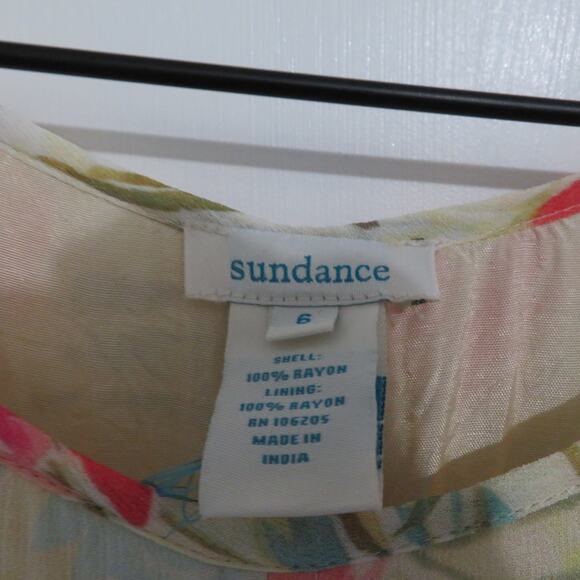 sundance
6
SHELL:
100% RAYON
LINING:
100% RAYON
RN 106205
MADE IN
INDIA